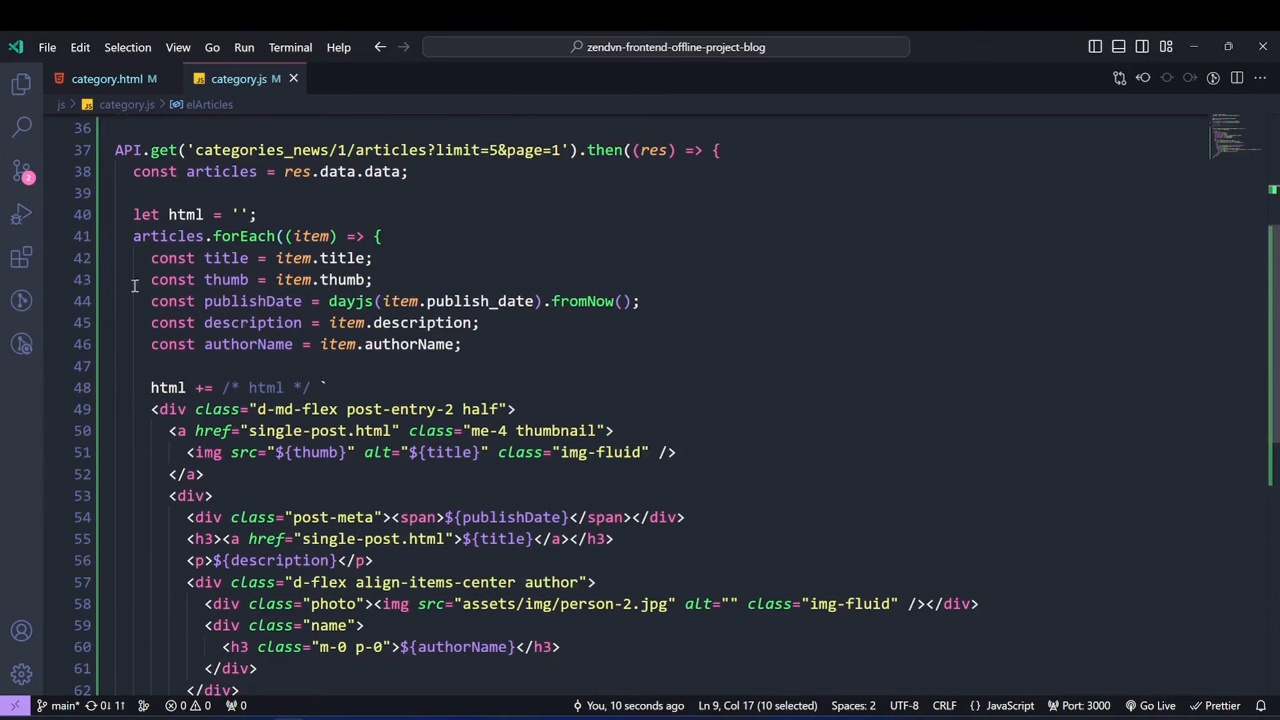 File Edit Selection View Go Run Terminal Help zendvn-frontend-offline-project-blog
category.html M JS category.js M
js > JS category.js > elArticles
36
37 API.get('categories_news/1/articles?limit=5&page=1').then((res) => {
38 const articles = res.data.data;
39
40 let html = '';
41 articles.forEach((item) => {
42 const title = item.title;
43 const thumb = item.thumb;
44 const publishDate = dayjs(item.publish_date).fromNow();
45 const description = item.description;
46 const authorName = item.authorName;
47
48 html += /* html */ `
49 <div class="d-md-flex post-entry-2 half">
50 <a href="single-post.html" class="me-4 thumbnail">
51 <img src="${thumb}" alt="${title}" class="img-fluid" />
52 </a>
53 <div>
54 <div class="post-meta"><span>${publishDate}</span></div>
55 <h3><a href="single-post.html">${title}</a></h3>
56 <p>${description}</p>
57 <div class="d-flex align-items-center author">
58 <div class="photo"><img src="assets/img/person-2.jpg" alt="" class="img-fluid" /></div>
59 <div class="name">
60 <h3 class="m-0 p-0">${authorName}</h3>
61 </div>
62 </div>
2
main* 0↓ 1↑ 0 0 0 You, 10 seconds ago Ln 9, Col 17 (10 selected) Spaces: 2 UTF-8 CRLF {} JavaScript Port: 3000 Go Live Prettier